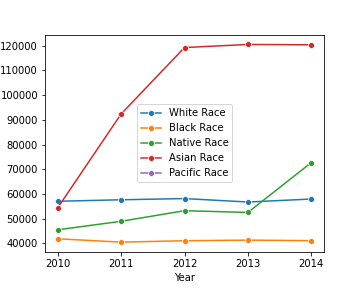 120000
110000
100000
90000
80000
70000
60000
50000
40000
White Race
Black Race
Native Race
Asian Race
Pacific Race
2010 2011 2012 2013 2014
Year